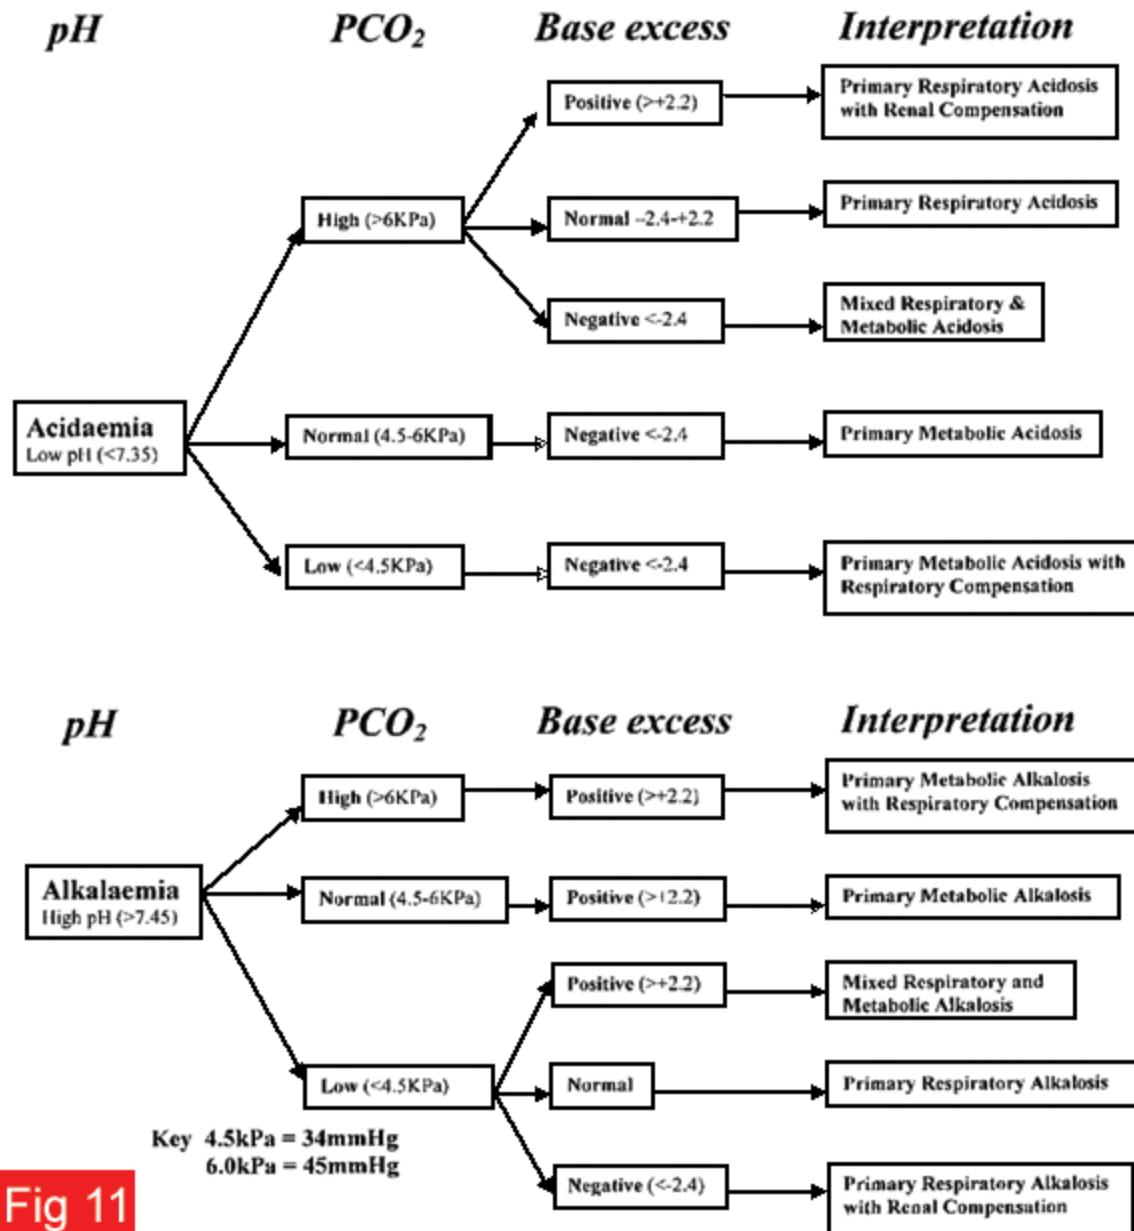 pH PCO₂ Base excess Interpretation
Positive (>+2.2)
Primary Respiratory Acidosis
with Renal Compensation
High (>6KPa)
Normal –2.4-+2.2
Primary Respiratory Acidosis
Negative <-2.4
Mixed Respiratory &
Metabolic Acidosis
Acidaemia
Low pH (<7.35)
Normal (4.5-6KPa)
Negative <-2.4
Primary Metabolic Acidosis
Low (<4.5KPa)
Negative <-2.4
Primary Metabolic Acidosis with
Respiratory Compensation
pH PCO₂ Base excess Interpretation
High (>6KPa)
Positive (>+2.2)
Primary Metabolic Alkalosis
with Respiratory Compensation
Alkalaemia
High pH (>7.45)
Normal (4.5-6KPa)
Positive (>+2.2)
Primary Metabolic Alkalosis
Positive (>+2.2)
Mixed Respiratory and
Metabolic Alkalosis
Low (<4.5KPa)
Normal
Primary Respiratory Alkalosis
Negative (<-2.4)
Primary Respiratory Alkalosis
with Renal Compensation
Key 4.5kPa = 34mmHg
6.0kPa = 45mmHg
Fig 11